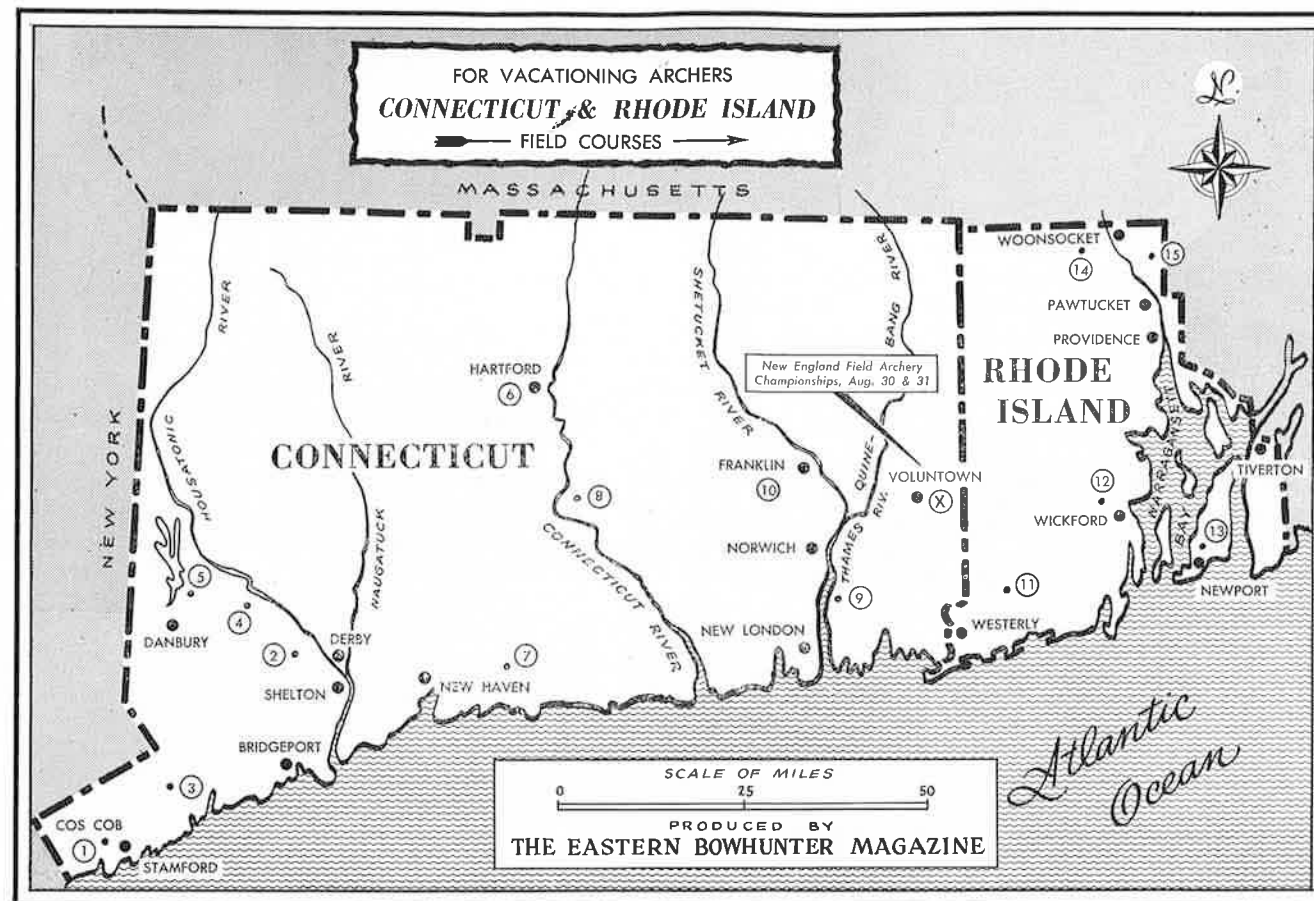 FOR VACATIONING ARCHERS
CONNECTICUT & RHODE ISLAND
FIELD COURSES
N
MASSACHUSETTS
NEW YORK
HOUSATONIC
RIVER
NAUGATUCK
RIVER
CONNECTICUT
HARTFORD
6
8
CONNECTICUT
RIVER
SHETUCKET
RIVER
QUINE-
BANG RIVER
New England Field Archery
Championships, Aug. 30 & 31
FRANKLIN
10
VOLUNTOWN
X
NORWICH
THAMES
RIV.
9
NEW LONDON
5
DANBURY
4
2
DERBY
SHELTON
7
NEW HAVEN
BRIDGEPORT
3
COS COB
1
STAMFORD
WOONSOCKET
14
15
PAWTUCKET
PROVIDENCE
RHODE
ISLAND
NARRAGANSETT
BAY
TIVERTON
12
WICKFORD
13
NEWPORT
11
WESTERLY
Atlantic
Ocean
SCALE OF MILES
0 25 50
PRODUCED BY
THE EASTERN BOWHUNTER MAGAZINE